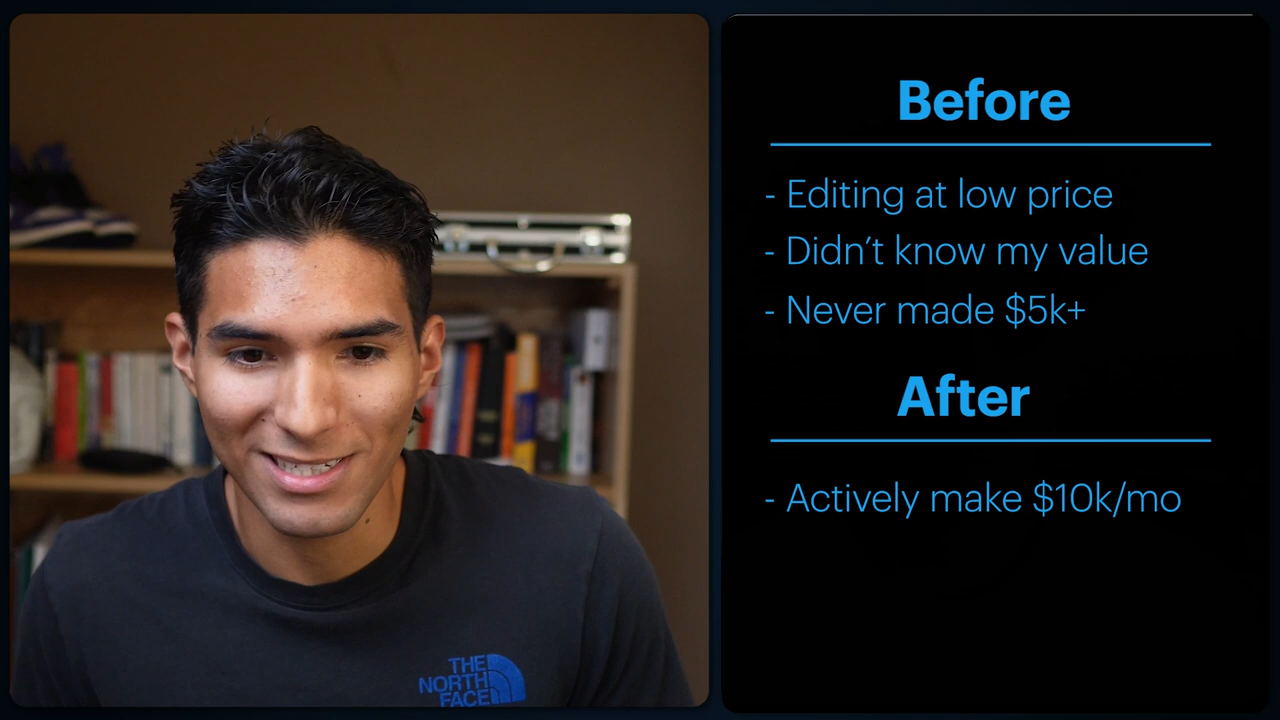 Before
- Editing at low price
- Didn't know my value
- Never made $5k+
After
- Actively make $10k/mo
THE
NORTH
FACE